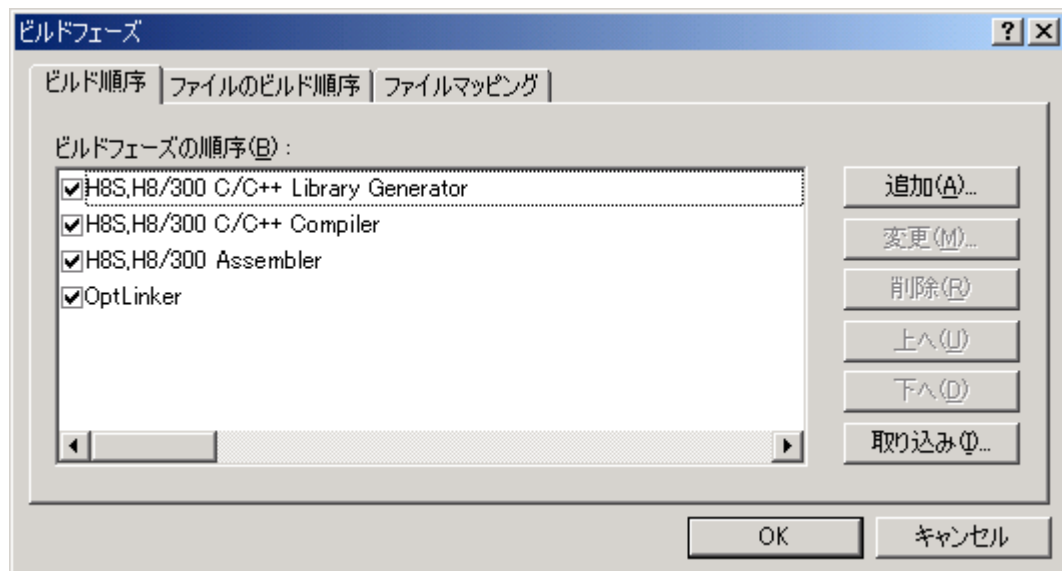 ビルドフェーズ
ビルド順序 ファイルのビルド順序 ファイルマッピング
ビルドフェーズの順序(B) :
H8S,H8/300 C/C++ Library Generator
H8S,H8/300 C/C++ Compiler
H8S,H8/300 Assembler
OptLinker
追加(A)...
変更(M)...
削除(R)
上へ(U)
下へ(D)
取り込み(I)...
OK キャンセル